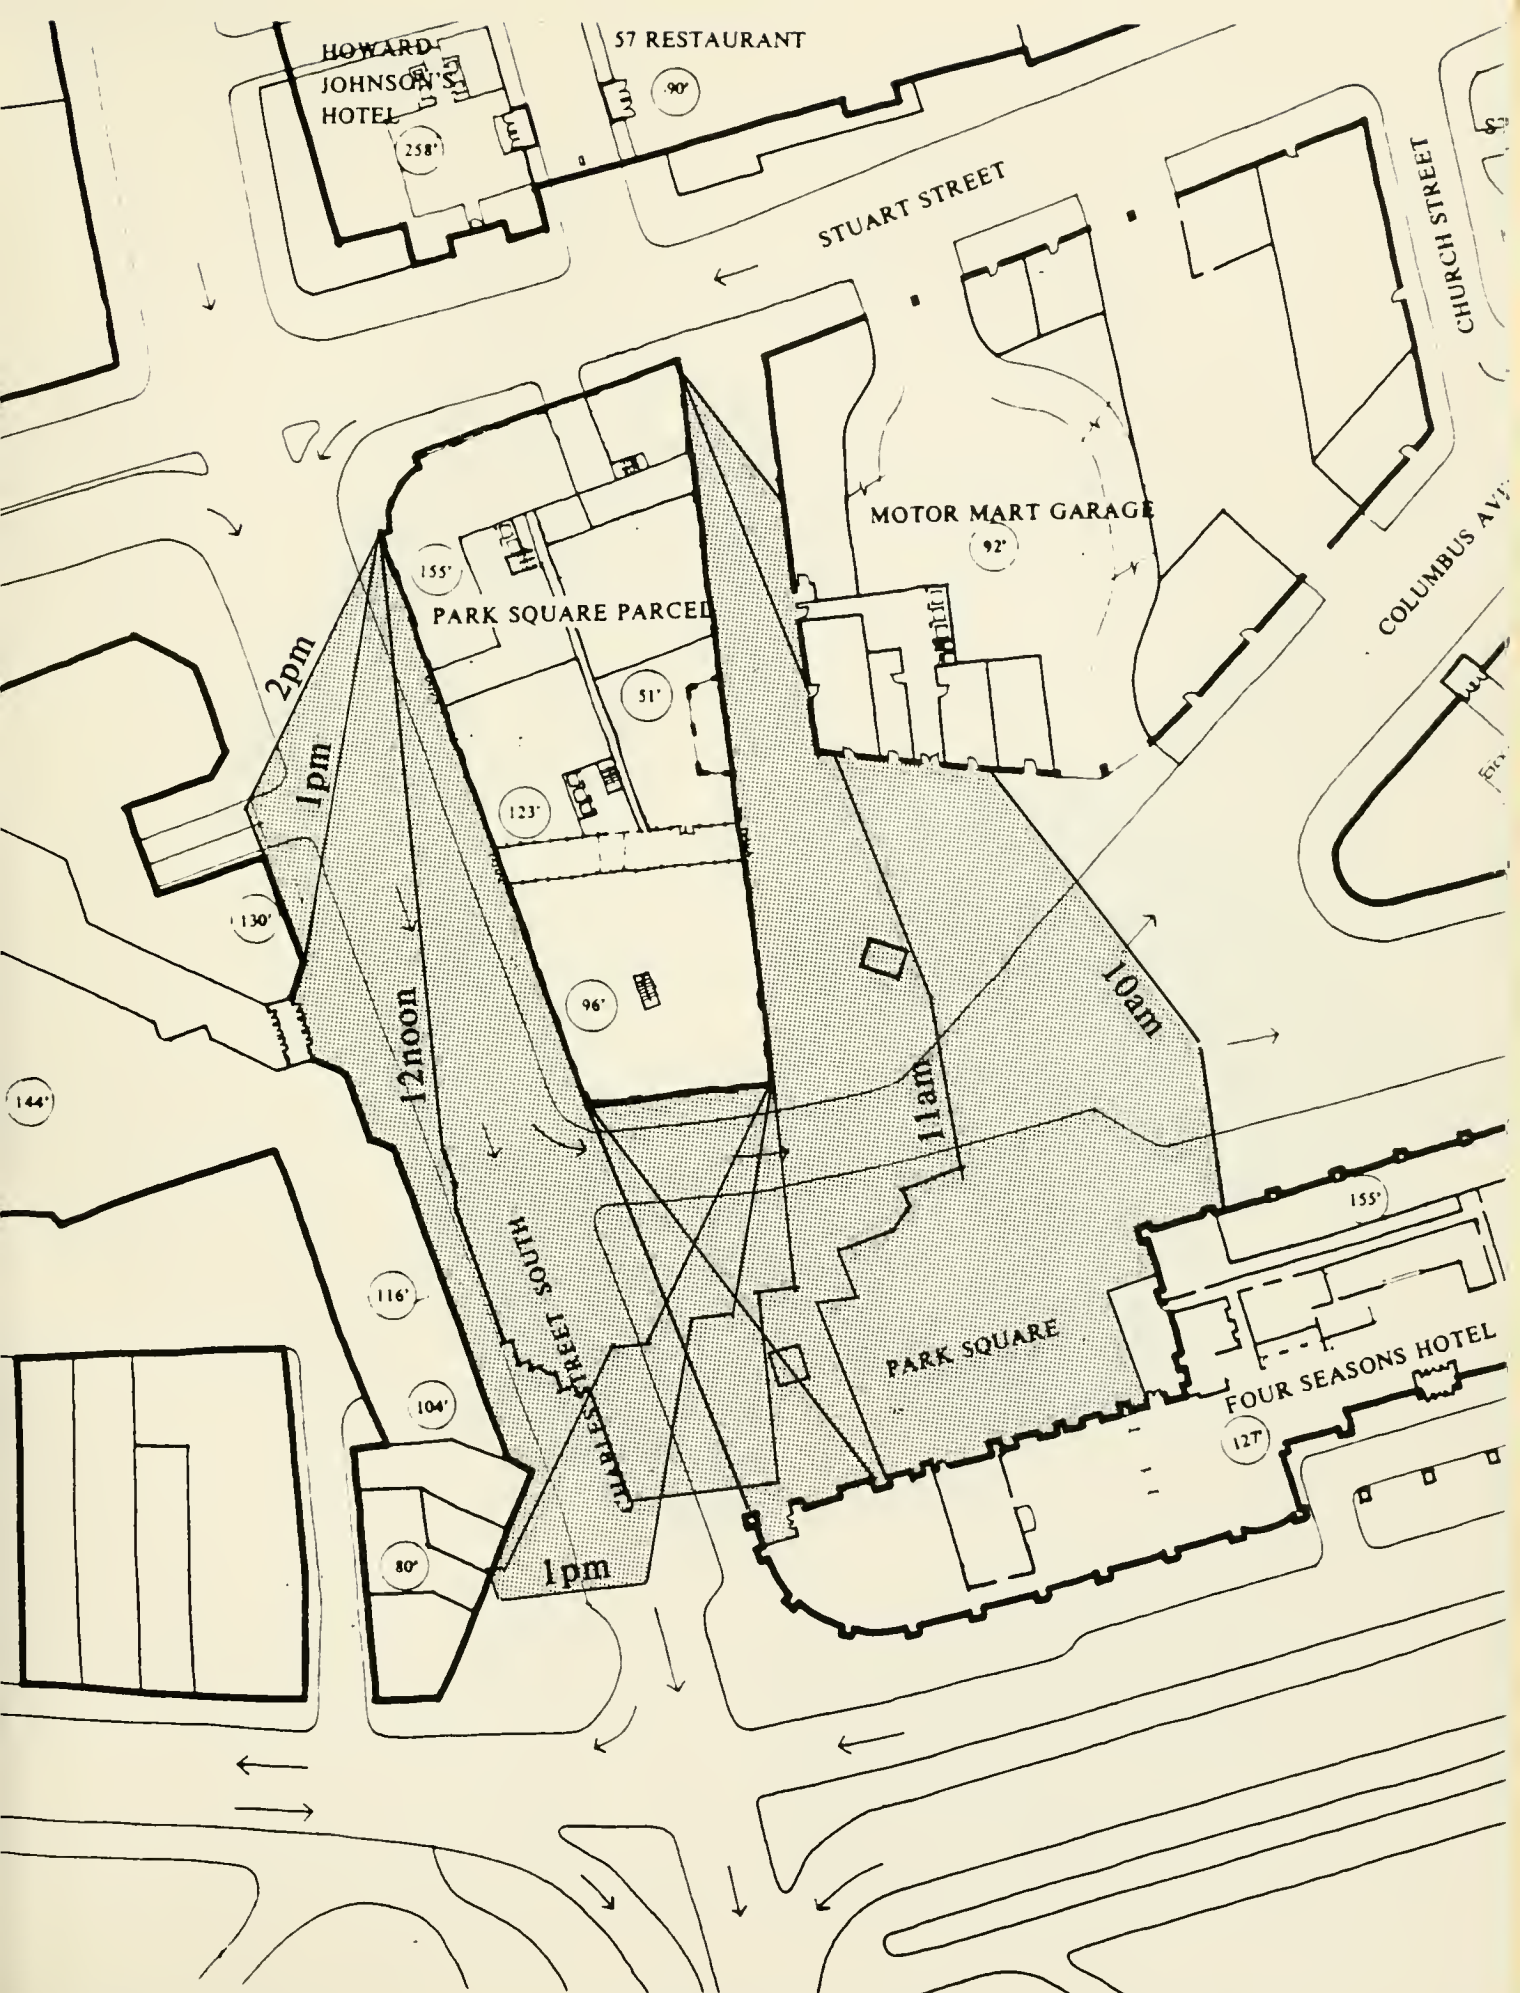 HOWARD
JOHNSON'S
HOTEL
258'
57 RESTAURANT
90'
STUART STREET
CHURCH STREET
MOTOR MART GARAGE
92'
COLUMBUS AVE
155'
PARK SQUARE PARCEL
51'
2pm
1pm
123'
130'
96'
12noon
144'
10am
11am
155'
116'
CHARLES STREET SOUTH
PARK SQUARE
FOUR SEASONS HOTEL
127'
104'
80'
1pm